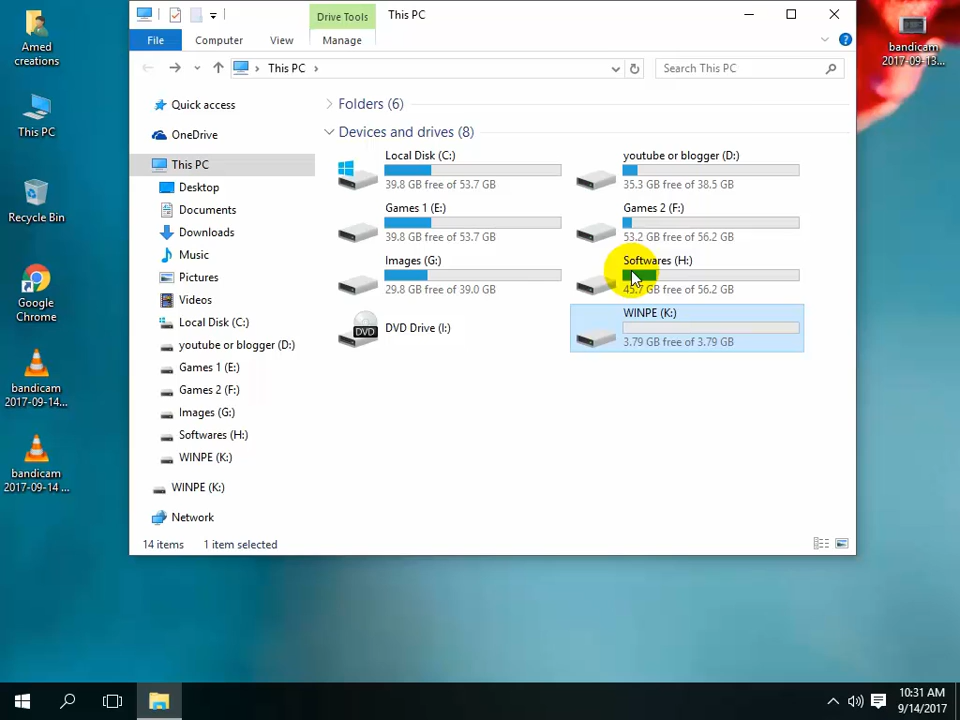 Amed
creations
This PC
Recycle Bin
Google
Chrome
bandicam
2017-09-14...
bandicam
2017-09-14 ...
bandicam
2017-09-13...
Drive Tools
This PC
File
Computer
View
Manage
This PC
Search This PC
Quick access
OneDrive
This PC
Desktop
Documents
Downloads
Music
Pictures
Videos
Local Disk (C:)
youtube or blogger (D:)
Games 1 (E:)
Games 2 (F:)
Images (G:)
Softwares (H:)
WINPE (K:)
WINPE (K:)
Network
Folders (6)
Devices and drives (8)
Local Disk (C:)
39.8 GB free of 53.7 GB
youtube or blogger (D:)
35.3 GB free of 38.5 GB
Games 1 (E:)
39.8 GB free of 53.7 GB
Games 2 (F:)
53.2 GB free of 56.2 GB
Images (G:)
29.8 GB free of 39.0 GB
Softwares (H:)
45.7 GB free of 56.2 GB
DVD
DVD Drive (I:)
WINPE (K:)
3.79 GB free of 3.79 GB
14 items
1 item selected
10:31 AM
9/14/2017